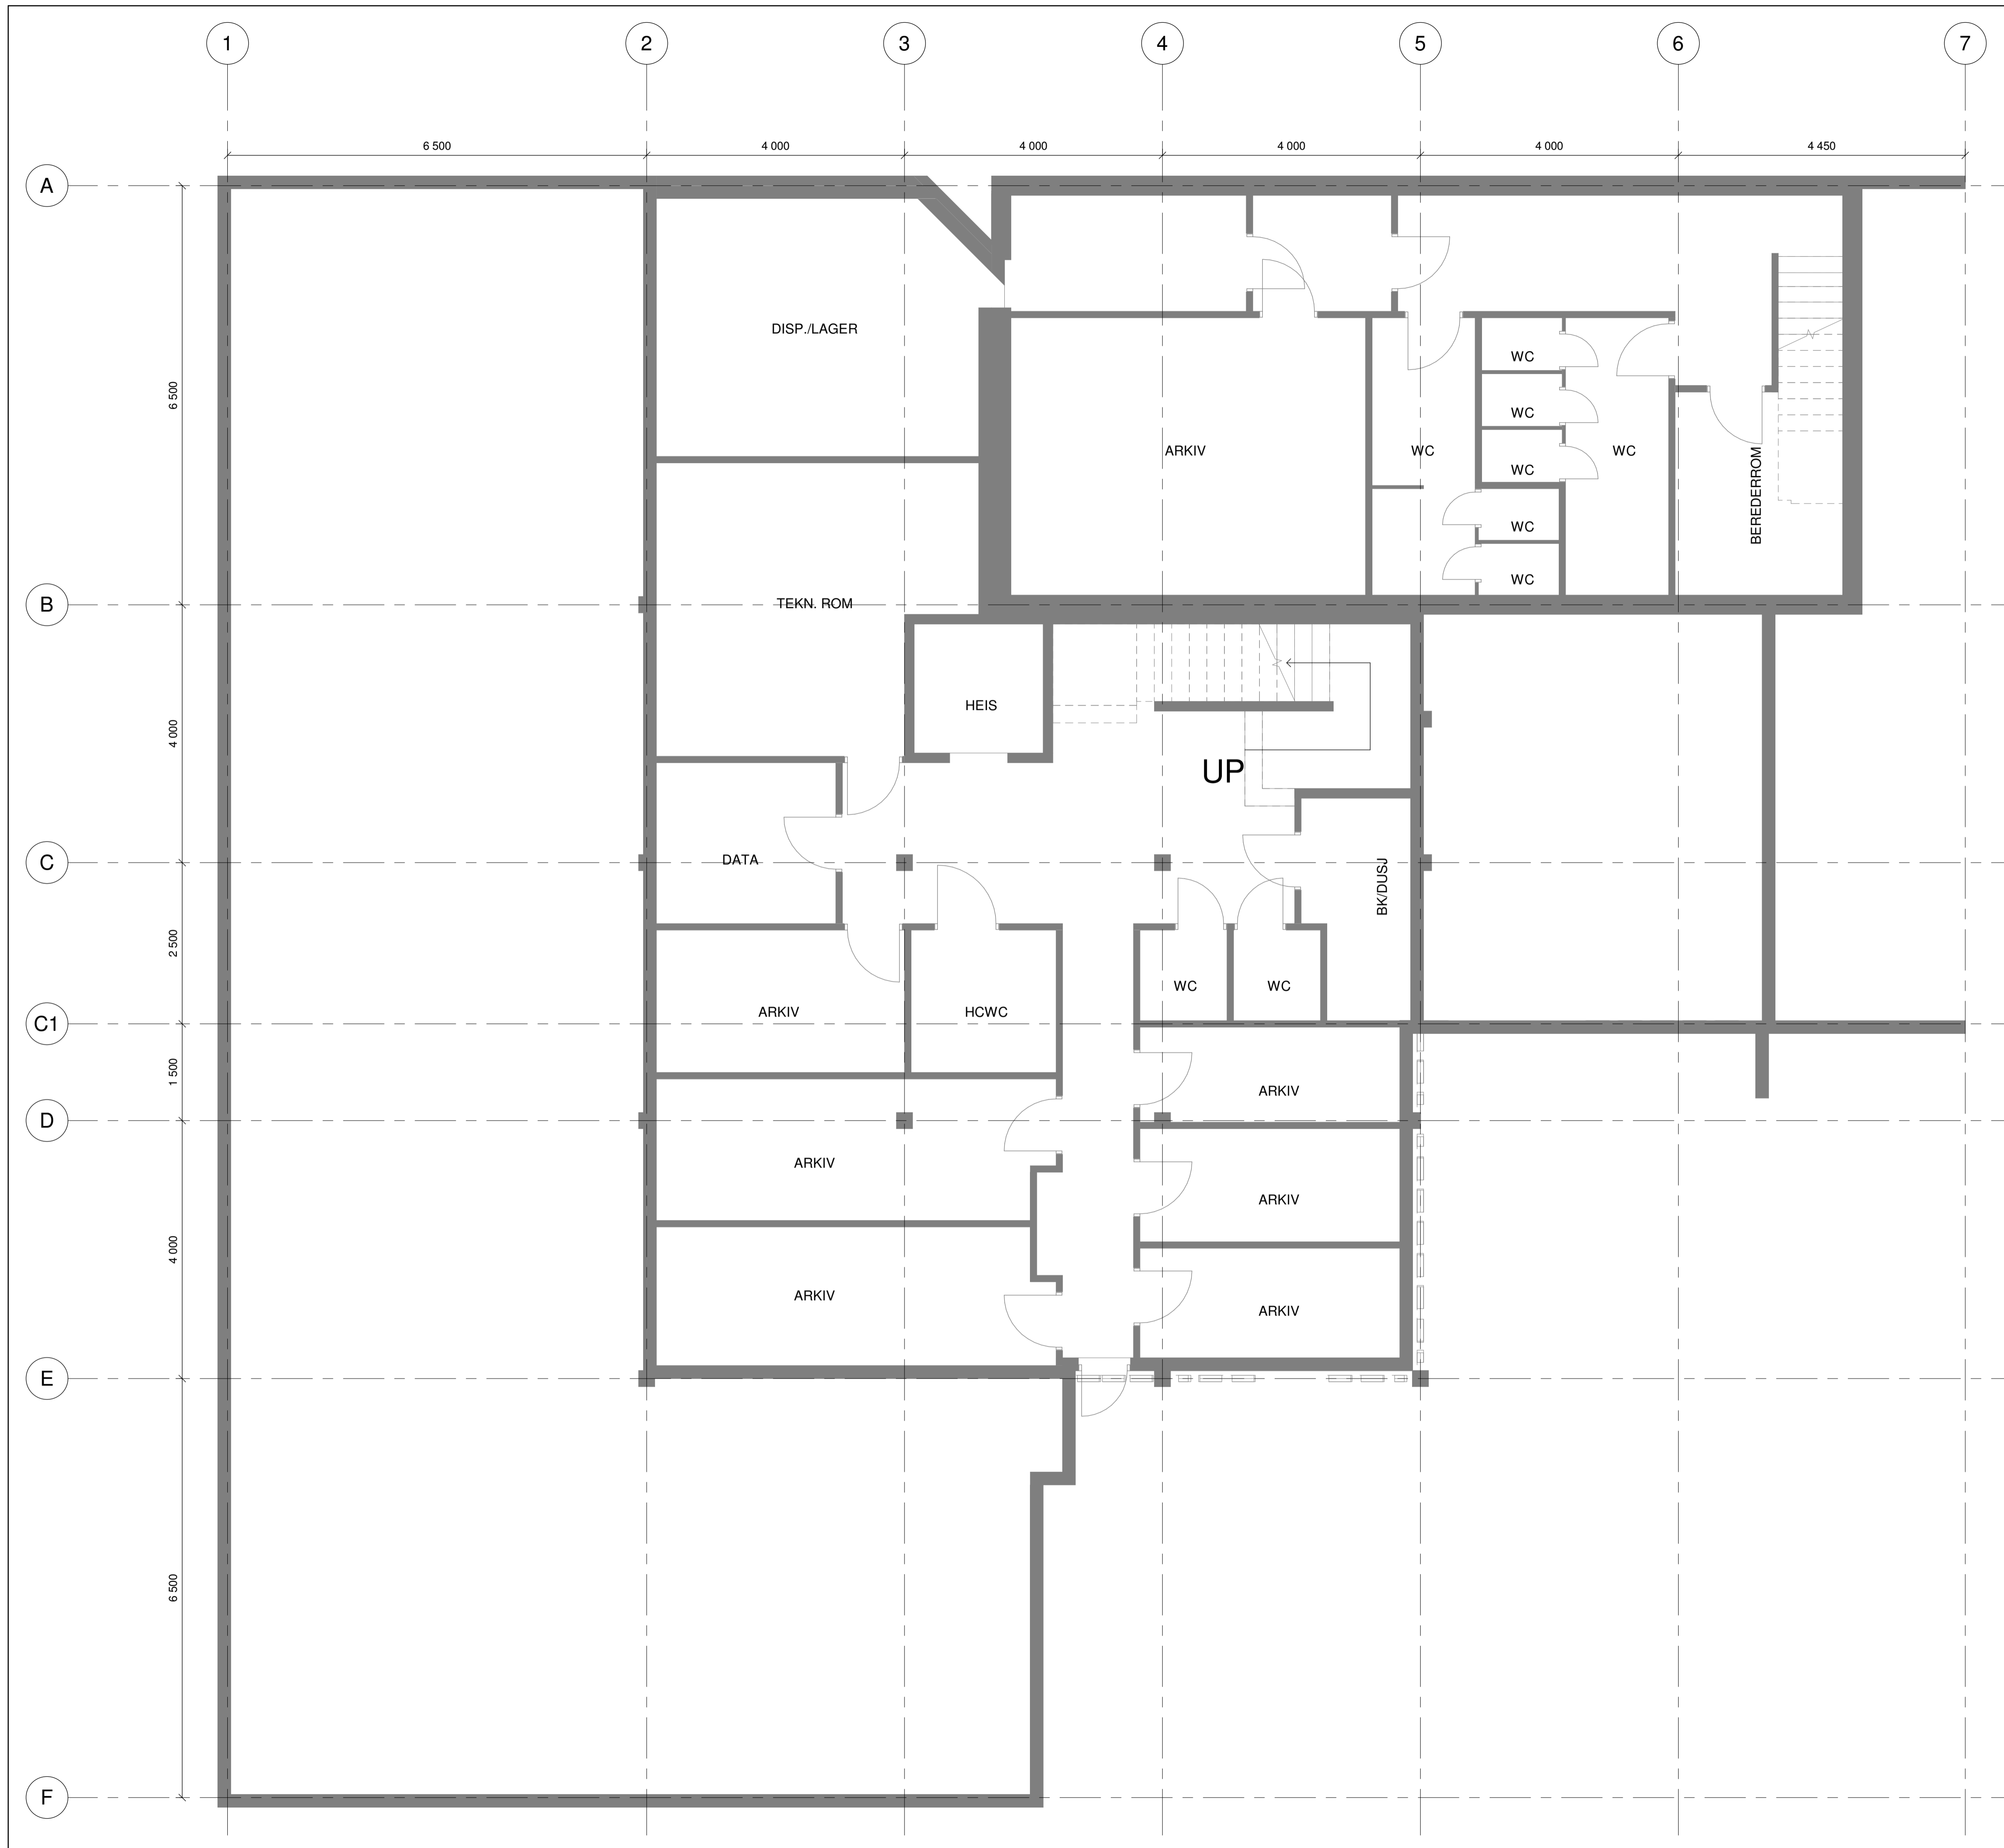 1 2 3 4 5 6 7
6 500 4 000 4 000 4 000 4 000 4 450
A
DISP./LAGER
6 500
WC
WC
ARKIV WC WC
WC
BEREDERROM
WC
WC
B
TEKN. ROM
HEIS
4 000
UP
C
DATA
BK/DUSJ
2 500
WC WC
ARKIV HCWC
C1
1 500
ARKIV
D
ARKIV
ARKIV
4 000
ARKIV
ARKIV
E
6 500
F